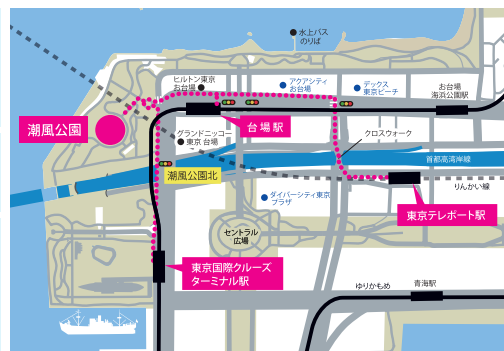 水上バス
のりば
ヒルトン東京
お台場
アクアシティ
お台場
デックス
東京ビーチ
お台場
海浜公園駅
潮風公園
台場駅
グランドニッコー
東京 台場
クロスウォーク
首都高湾岸線
潮風公園北
りんかい線
ダイバーシティ東京
プラザ
東京テレポート駅
セントラル
広場
東京国際クルーズ
ターミナル駅
ゆりかもめ
青海駅